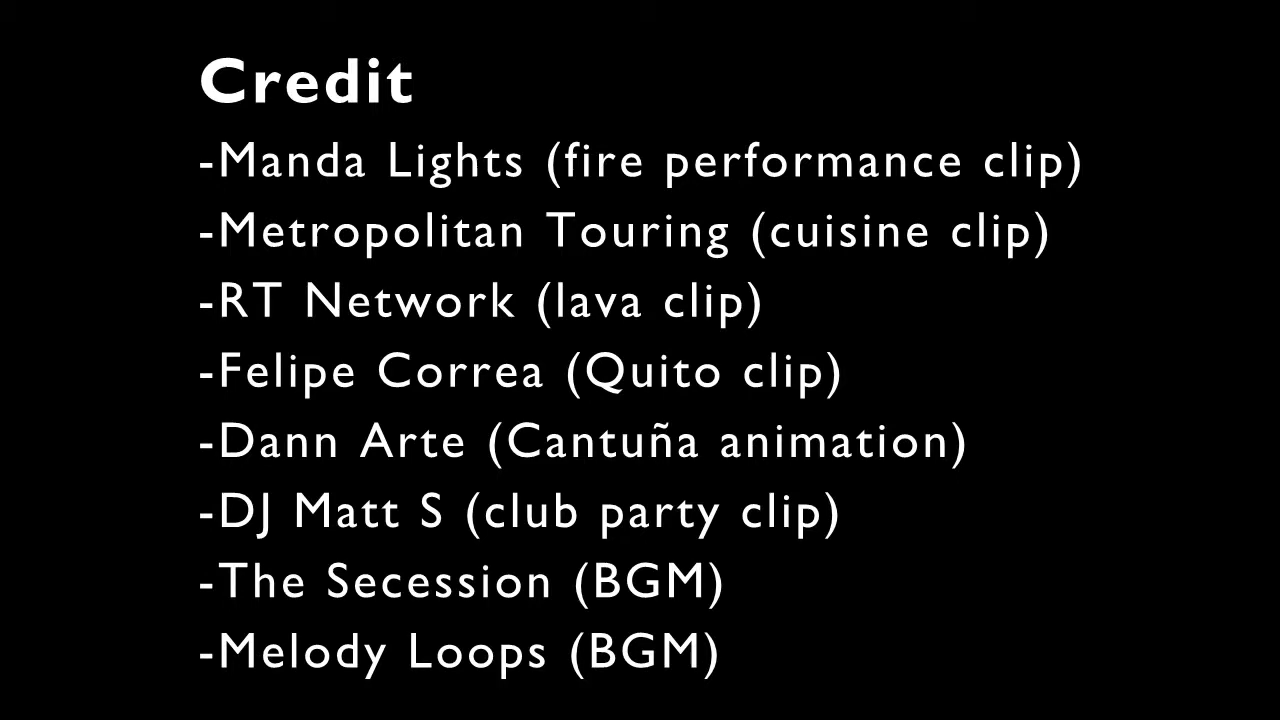 Credit
-Manda Lights (fire performance clip)
-Metropolitan Touring (cuisine clip)
-RT Network (lava clip)
-Felipe Correa (Quito clip)
-Dann Arte (Cantuña animation)
-DJ Matt S (club party clip)
-The Secession (BGM)
-Melody Loops (BGM)